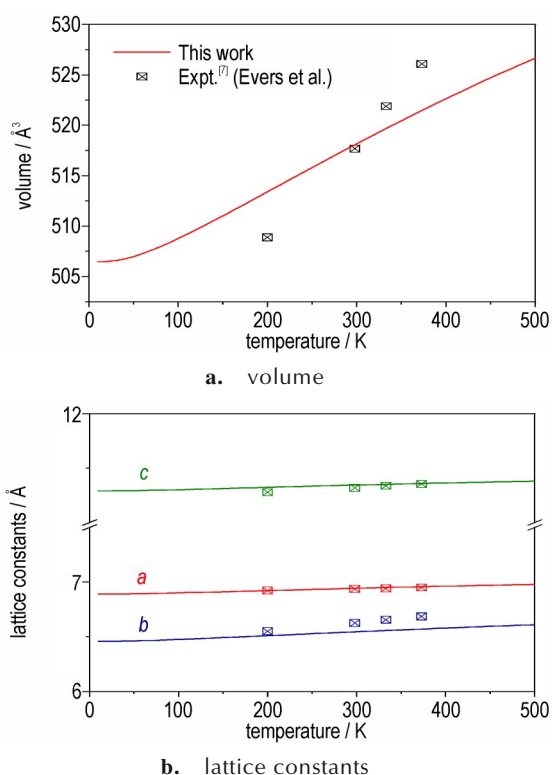 530
525
520
515
510
505
volume / Å³
This work
Expt.[7] (Evers et al.)
0 100 200 300 400 500
temperature / K
a. volume
12
7
6
lattice constants / Å
c
a
b
0 100 200 300 400 500
temperature / K
b. lattice constants